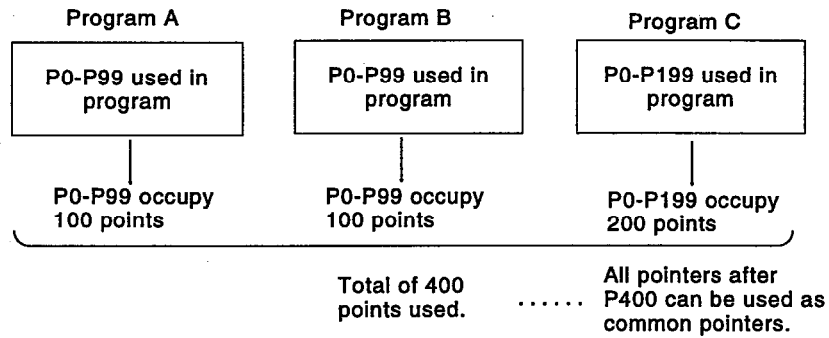 Program A
Program B
Program C
P0-P99 used in
program
P0-P99 used in
program
P0-P199 used in
program
P0-P99 occupy
100 points
P0-P99 occupy
100 points
P0-P199 occupy
200 points
Total of 400
points used.
......
All pointers after
P400 can be used as
common pointers.